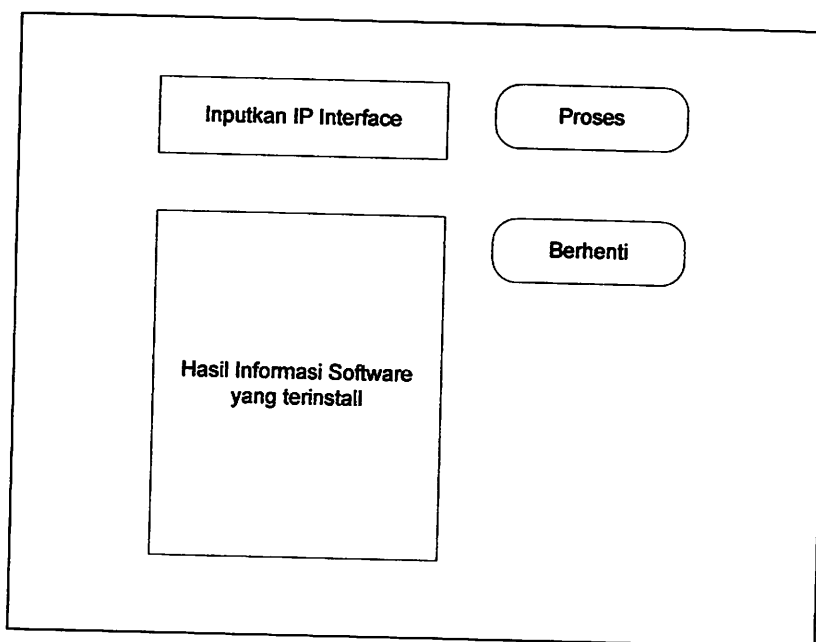 Inputkan IP Interface
Proses
Berhenti
Hasil Informasi Software
yang terinstall